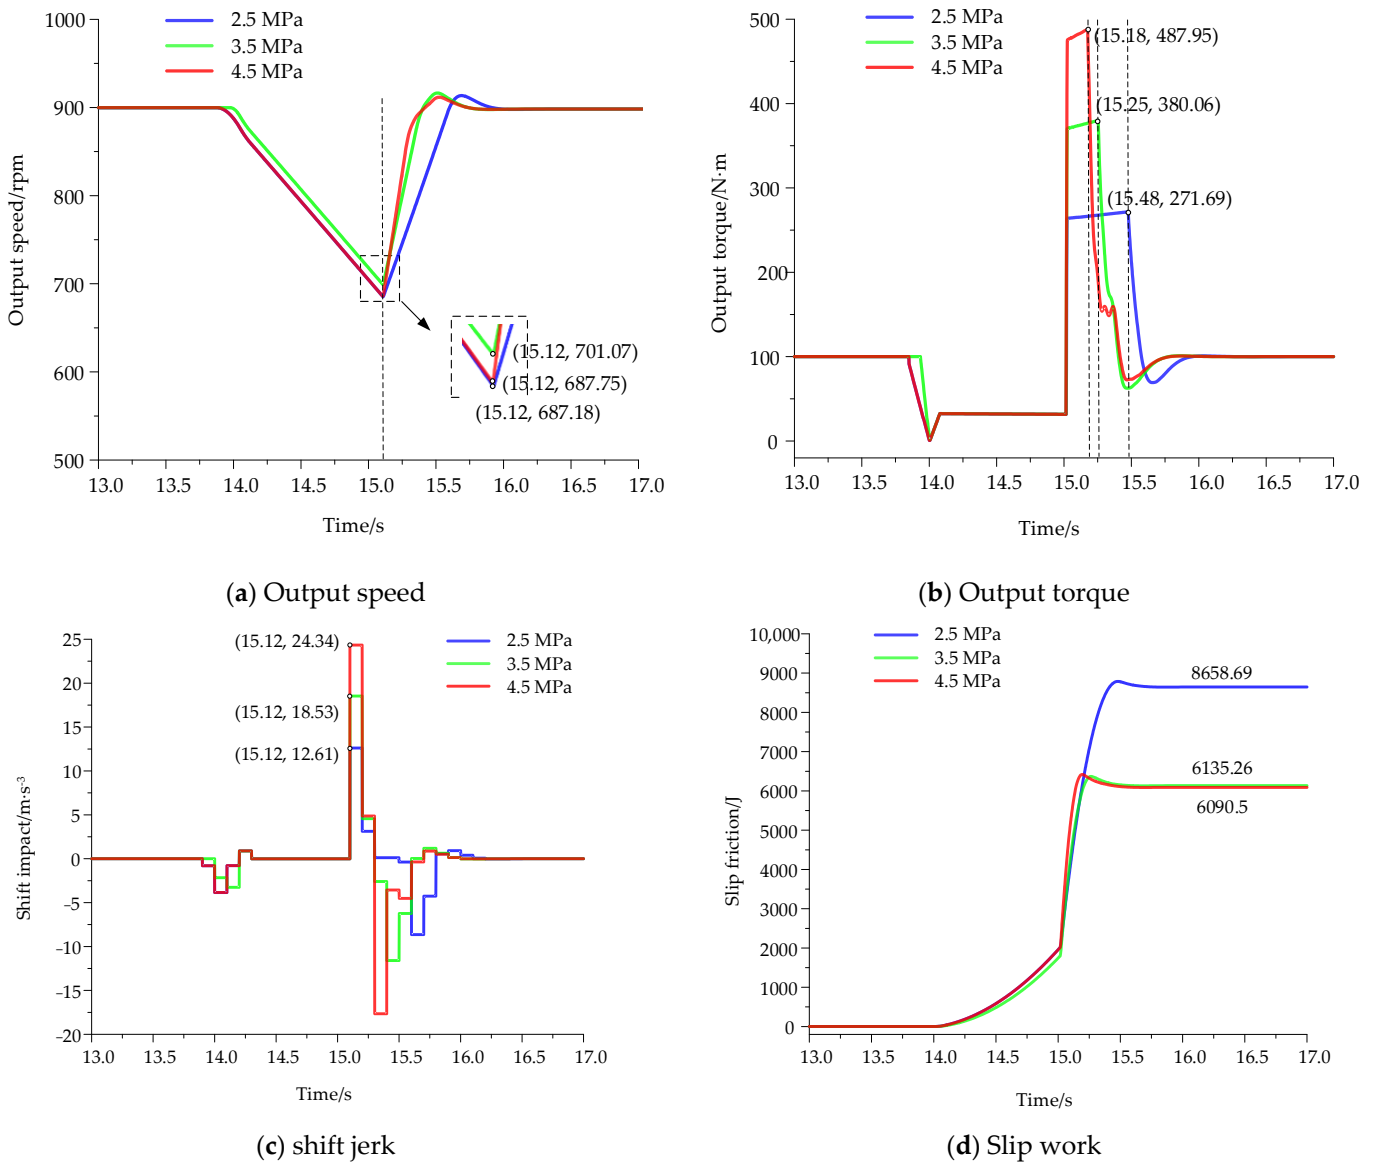 1000
900
800
700
600
500
Output speed/rpm
2.5 MPa
3.5 MPa
4.5 MPa
(15.12, 701.07)
(15.12, 687.75)
(15.12, 687.18)
13.0 13.5 14.0 14.5 15.0 15.5 16.0 16.5 17.0
Time/s
(a) Output speed
500
400
300
200
100
0
Output torque/N·m
2.5 MPa
3.5 MPa
4.5 MPa
(15.18, 487.95)
(15.25, 380.06)
(15.48, 271.69)
13.0 13.5 14.0 14.5 15.0 15.5 16.0 16.5 17.0
Time/s
(b) Output torque
25
20
15
10
5
0
−5
−10
−15
−20
Shift impact/m·s-3
(15.12, 24.34)
(15.12, 18.53)
(15.12, 12.61)
2.5 MPa
3.5 MPa
4.5 MPa
13.0 13.5 14.0 14.5 15.0 15.5 16.0 16.5 17.0
Time/s
(c) shift jerk
10,000
9000
8000
7000
6000
5000
4000
3000
2000
1000
0
Slip friction/J
2.5 MPa
3.5 MPa
4.5 MPa
8658.69
6135.26
6090.5
13.0 13.5 14.0 14.5 15.0 15.5 16.0 16.5 17.0
Time/s
(d) Slip work